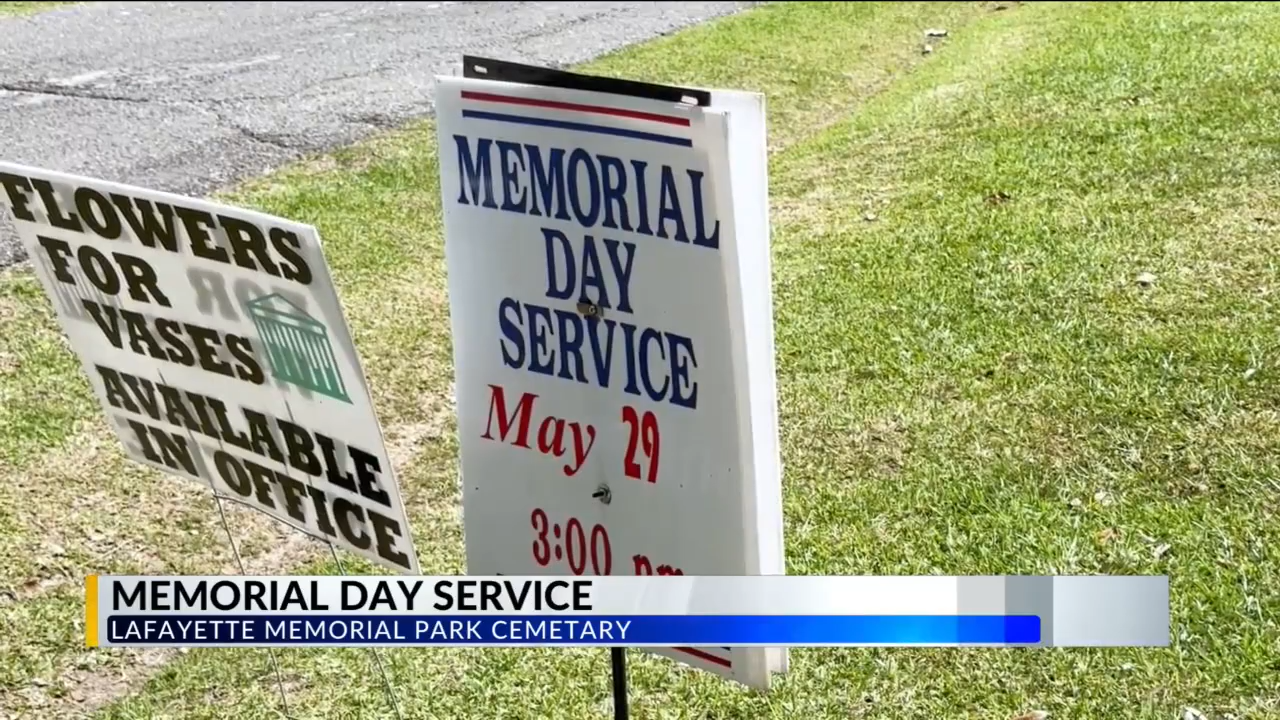 FLOWERS
FOR
VASES
AVAILABLE
IN OFFICE
MEMORIAL
DAY
SERVICE
May 29
3:00 pm
MEMORIAL DAY SERVICE
LAFAYETTE MEMORIAL PARK CEMETARY